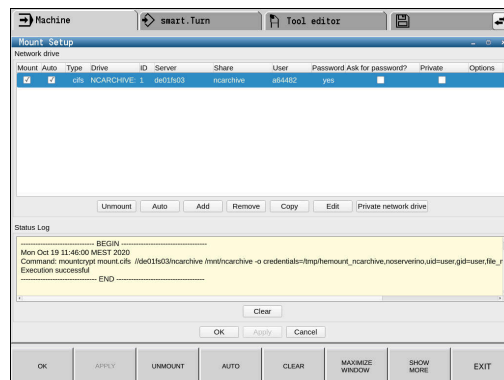 Machine smart.Turn Tool editor
Mount Setup
Network drive
Mount Auto Type Drive ID Server Share User Password Ask for password? Private Options
cifs NCARCHIVE: 1 de01fs03 ncarchive a64482 yes
Unmount Auto Add Remove Copy Edit Private network drive
Status Log
------------------------------ BEGIN -----------------------------------
Mon Oct 19 11:46:00 MEST 2020
Command: mountcrypt mount.cifs //de01fs03/ncarchive /mnt/ncarchive -o credentials=/tmp/hemount_ncarchive,noserverino,uid=user,gid=user,file_r
Execution successful
------------------------------ END -----------------------------------
Clear
OK Apply Cancel
OK APPLY UNMOUNT AUTO CLEAR MAXIMIZE WINDOW SHOW MORE EXIT